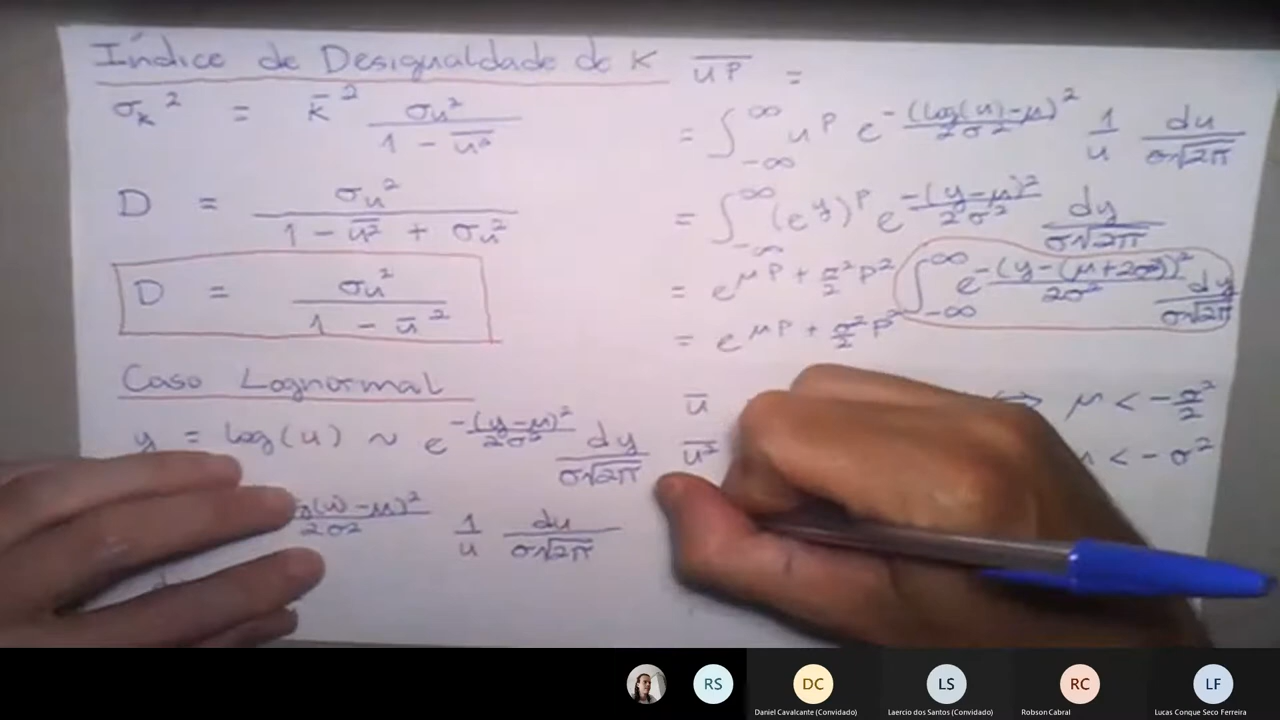 Índice de Desigualdade de K
σ_k² = k̄² σ_u² / (1 - \overline{u²})
D = σ_u² / (1 - \overline{u²} + σ_u²)
D = σ_u² / (1 - ū²)
Caso Lognormal
y = log(u) ~ e^{-(y-μ)²/2σ²} dy/(σ√2π)
(u)-μ)²/2σ² 1/u du/(σ√2π)
\overline{u^p} =
= ∫_{-∞}^{∞} u^p e^{-(log(u)-μ)²/2σ²} 1/u du/(σ√2π)
= ∫_{-∞}^{∞} (e^y)^p e^{-(y-μ)²/2σ²} dy/(σ√2π)
= e^{μp + σ²/2 p²} ∫_{-∞}^{∞} e^{-(y-(μ+2σ²))²/2σ²} dy/(σ√2π)
= e^{μp + σ²/2 p²}
ū ⟺ μ < -σ²/2
\overline{u²} μ < -σ²
RS
DC
LS
RC
LF
Daniel Cavalcante (Convidado)
Laercio dos Santos (Convidado)
Robson Cabral
Lucas Conque Seco Ferreira